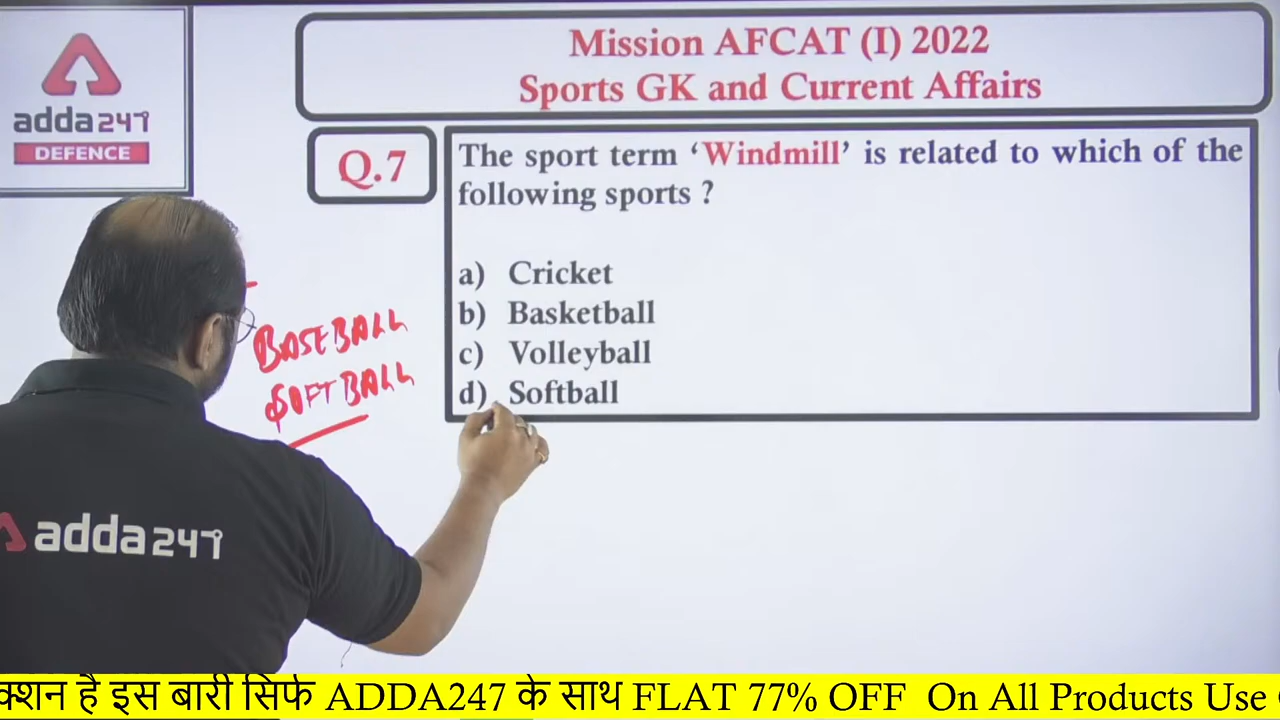 Mission AFCAT (I) 2022
Sports GK and Current Affairs
adda247
DEFENCE
Q.7
The sport term ‘Windmill’ is related to which of the
following sports ?
a) Cricket
b) Basketball
c) Volleyball
d) Softball
BASEBALL
SOFTBALL
adda247
क्शन है इस बारी सिर्फ ADDA247 के साथ FLAT 77% OFF On All Products Use